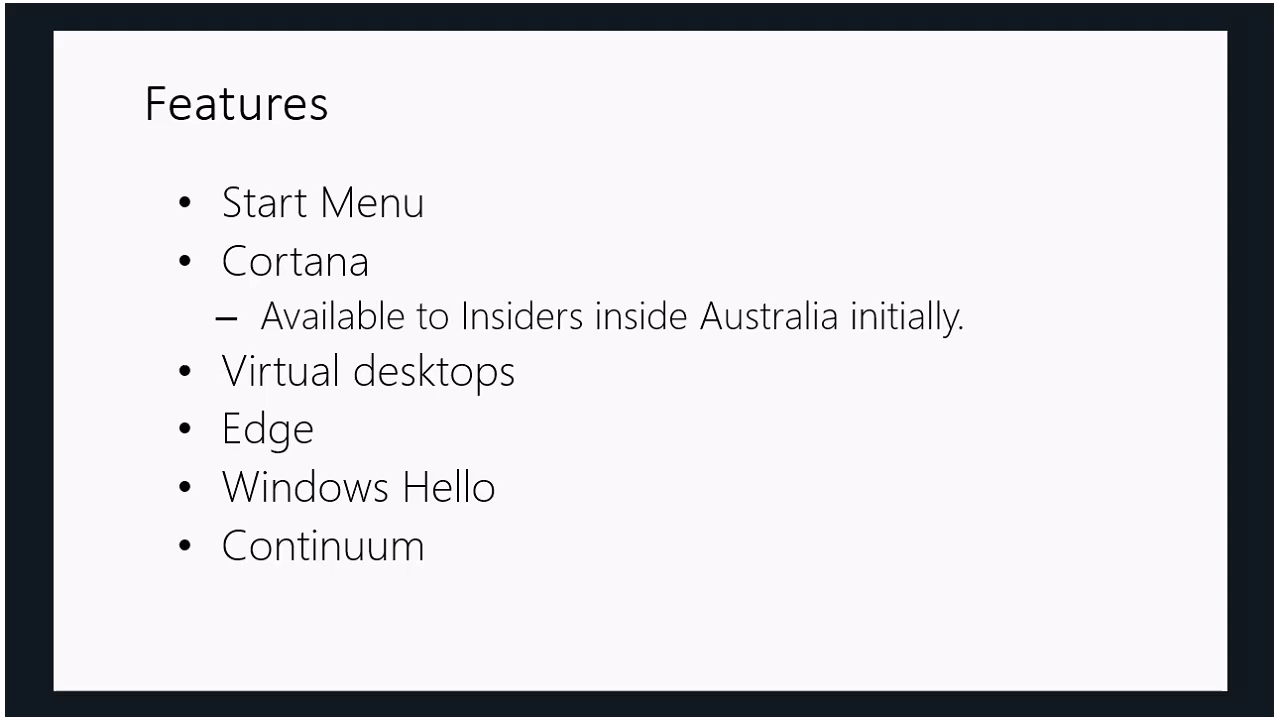 Features
• Start Menu
• Cortana
– Available to Insiders inside Australia initially.
• Virtual desktops
• Edge
• Windows Hello
• Continuum